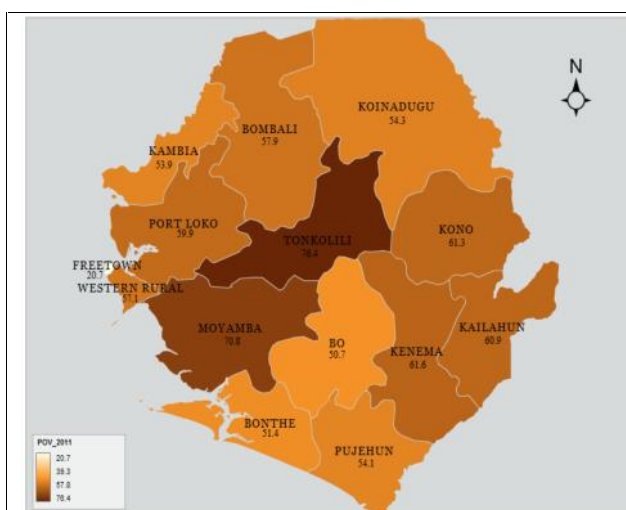 N
KOINADUGU
54.3
BOMBALI
57.9
KAMBIA
53.9
PORT LOKO
59.9
KONO
61.3
TONKOLILI
76.4
FREETOWN
20.7
WESTERN RURAL
57.1
MOYAMBA
70.8
BO
50.7
KENEMA
61.6
KAILAHUN
60.9
BONTHE
51.4
PUJEHUN
54.1
POV_2011
20.7
39.3
57.8
76.4